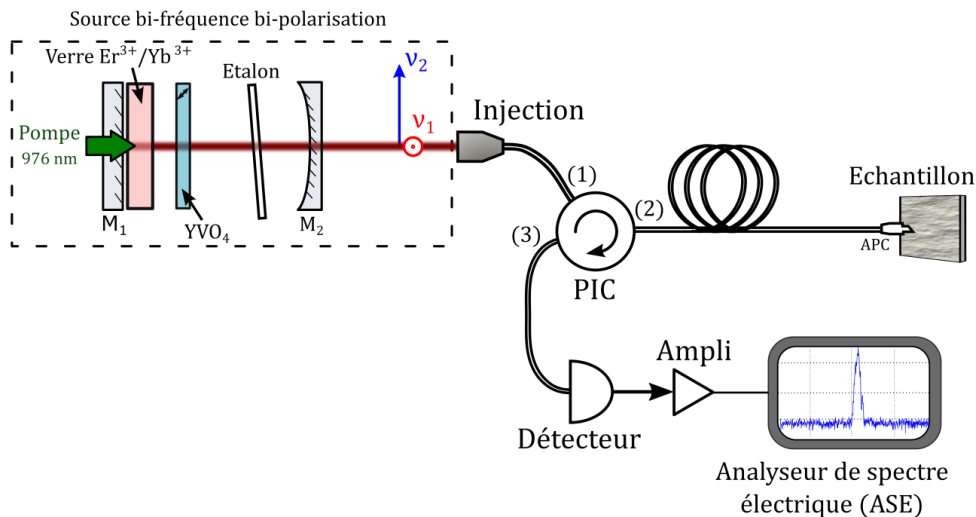 Source bi-fréquence bi-polarisation
Verre Er³⁺/Yb³⁺
Etalon
ν₂
ν₁
Pompe
976 nm
M₁
YVO₄
M₂
Injection
(1)
(2)
(3)
PIC
Echantillon
APC
Ampli
Détecteur
Analyseur de spectre
électrique (ASE)